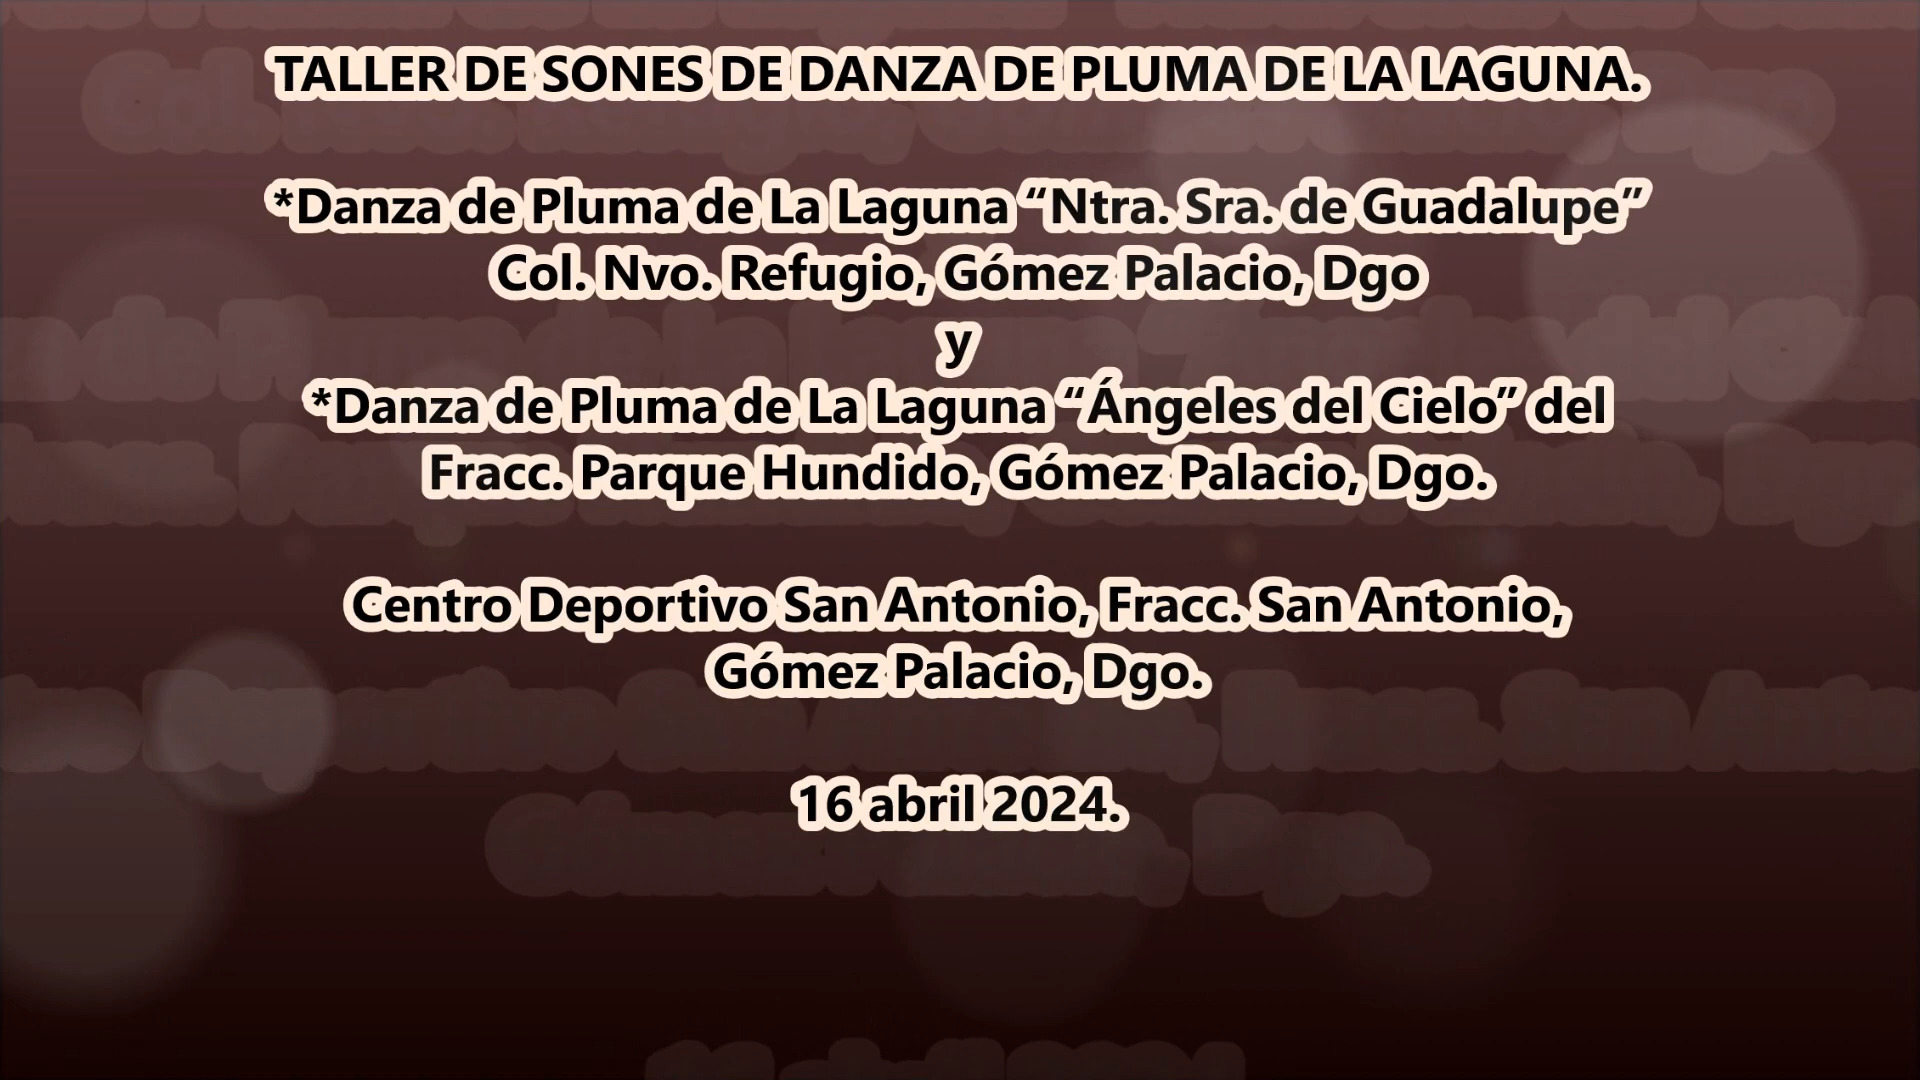 TALLER DE SONES DE DANZA DE PLUMA DE LA LAGUNA.
*Danza de Pluma de La Laguna “Ntra. Sra. de Guadalupe”
Col. Nvo. Refugio, Gómez Palacio, Dgo
y
*Danza de Pluma de La Laguna “Ángeles del Cielo” del
Fracc. Parque Hundido, Gómez Palacio, Dgo.
Centro Deportivo San Antonio, Fracc. San Antonio,
Gómez Palacio, Dgo.
16 abril 2024.